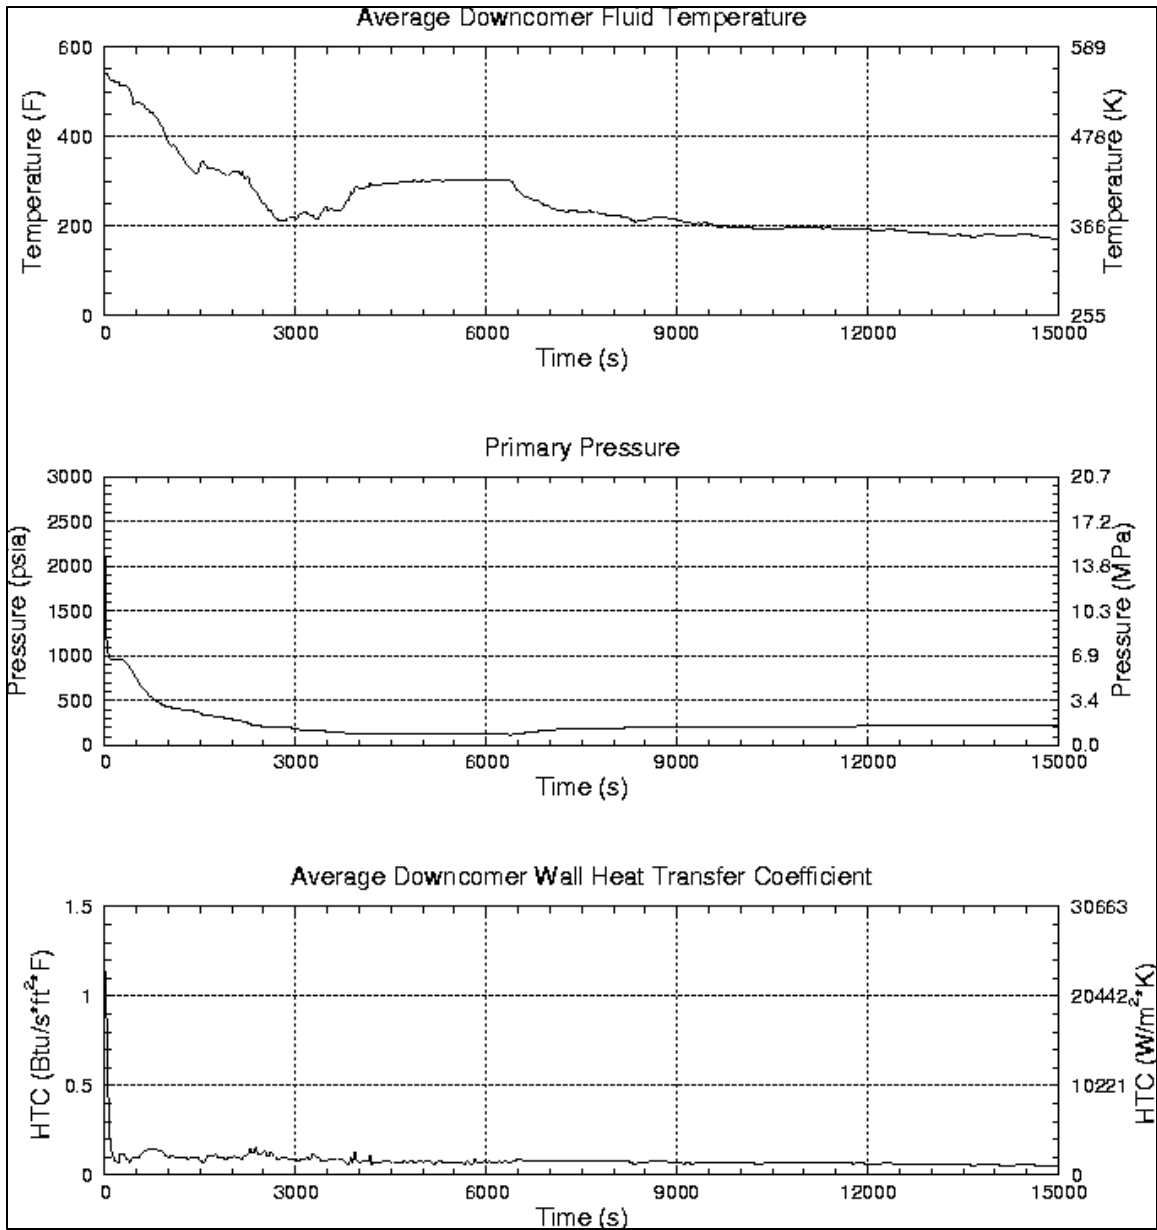 Average Downcomer Fluid Temperature
600 589
400 478
200 366
0 255
Temperature (F)
Temperature (K)
0 3000 6000 9000 12000 15000
Time (s)
Primary Pressure
3000 20.7
2500 17.2
2000 13.8
1500 10.3
1000 6.9
500 3.4
0 0.0
Pressure (psia)
Pressure (MPa)
0 3000 6000 9000 12000 15000
Time (s)
Average Downcomer Wall Heat Transfer Coefficient
1.5 30663
1 20442
0.5 10221
0 0
HTC (Btu/s*ft²*F)
HTC (W/m²*K)
0 3000 6000 9000 12000 15000
Time (s)